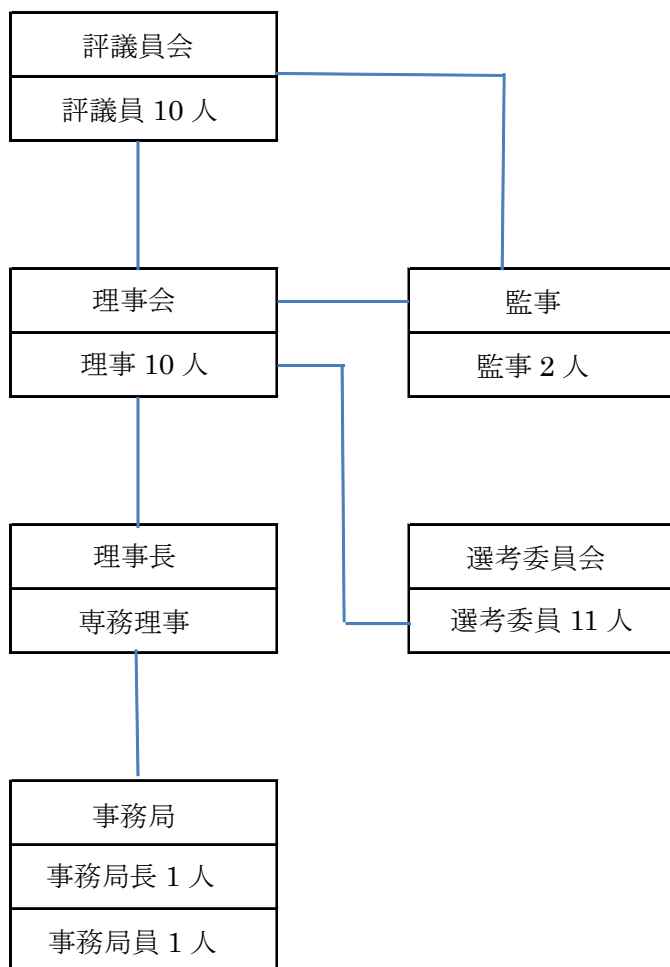 評議員会
評議員 10 人
理事会
理事 10 人
監事
監事 2 人
理事長
専務理事
選考委員会
選考委員 11 人
事務局
事務局長 1 人
事務局員 1 人